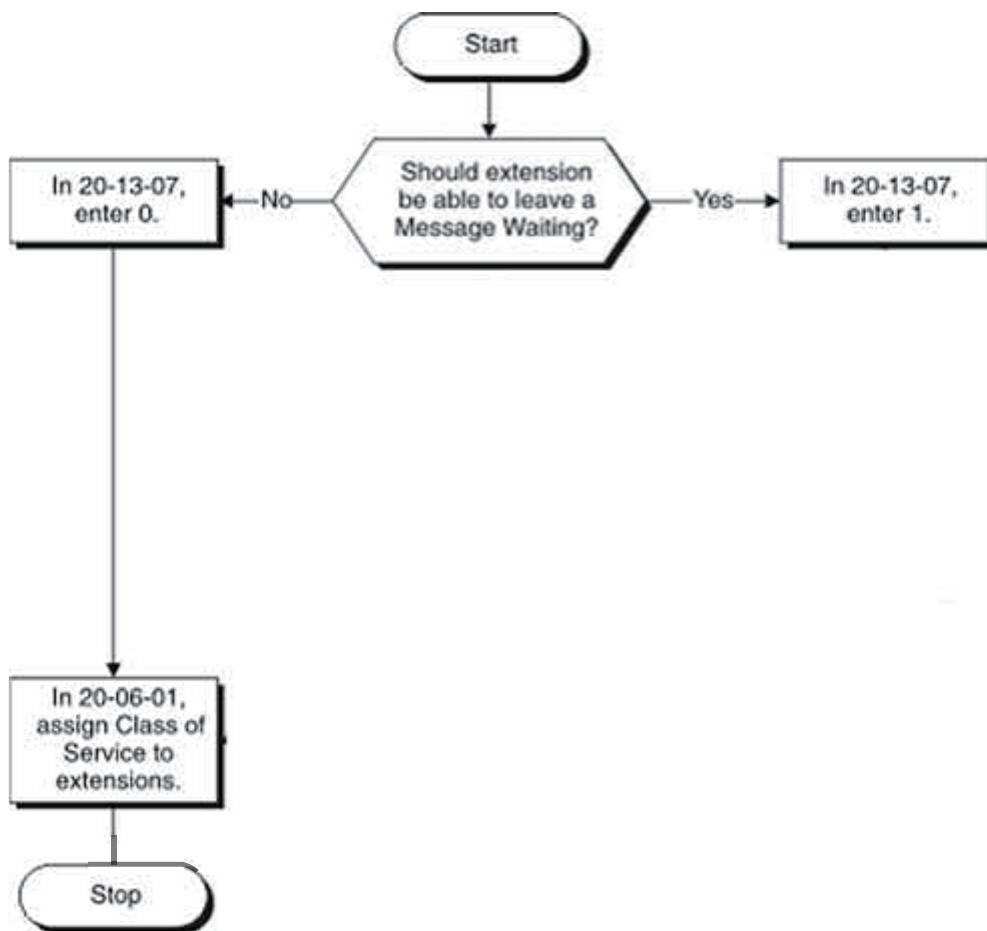 Start
Should extension
be able to leave a
Message Waiting?
No
Yes
In 20-13-07,
enter 0.
In 20-13-07,
enter 1.
In 20-06-01,
assign Class of
Service to
extensions.
Stop